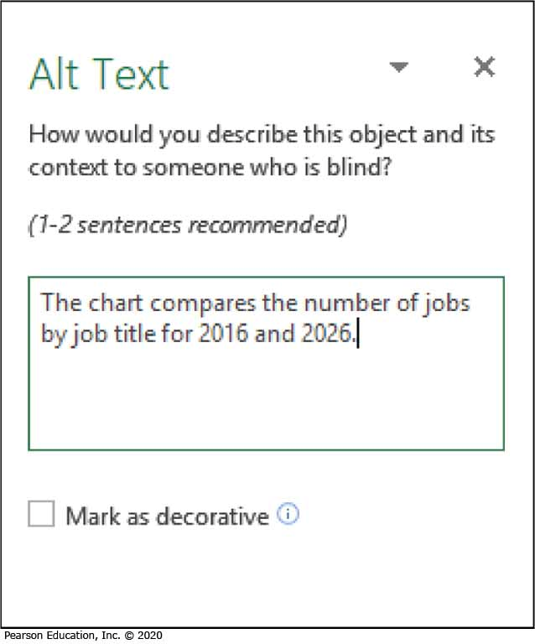 Alt Text
How would you describe this object and its
context to someone who is blind?
(1-2 sentences recommended)
The chart compares the number of jobs
by job title for 2016 and 2026.
Mark as decorative
Pearson Education, Inc. © 2020